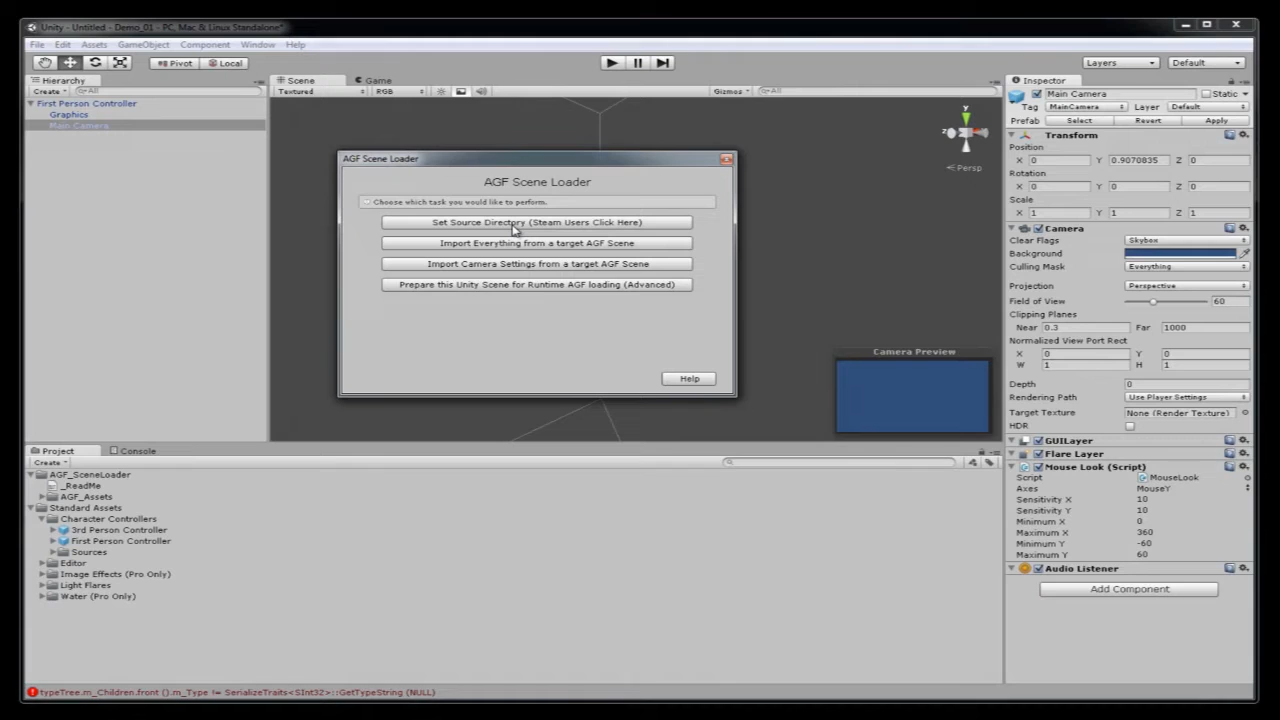 Unity - Untitled - Demo_01 - PC, Mac & Linux Standalone*
File Edit Assets GameObject Component Window Help
Pivot Local
Layers Default
Hierarchy
Create All
First Person Controller
Graphics
Main Camera
Scene Game
Textured RGB Gizmos All
Persp
AGF Scene Loader
AGF Scene Loader
Choose which task you would like to perform.
Set Source Directory (Steam Users Click Here)
Import Everything from a target AGF Scene
Import Camera Settings from a target AGF Scene
Prepare this Unity Scene for Runtime AGF loading (Advanced)
Help
y
z
Camera Preview
Inspector
Main Camera Static
Tag MainCamera Layer Default
Prefab Select Revert Apply
Transform
Position
X 0 Y 0.9070835 Z 0
Rotation
X 0 Y 0 Z 0
Scale
X 1 Y 1 Z 1
Camera
Clear Flags Skybox
Background
Culling Mask Everything
Projection Perspective
Field of View 60
Clipping Planes
Near 0.3 Far 1000
Normalized View Port Rect
X 0 Y 0
W 1 H 1
Depth 0
Rendering Path Use Player Settings
Target Texture None (Render Texture)
HDR
GUILayer
Flare Layer
Mouse Look (Script)
Script MouseLook
Axes MouseY
Sensitivity X 10
Sensitivity Y 10
Minimum X 0
Maximum X 360
Minimum Y -60
Maximum Y 60
Audio Listener
Add Component
Project Console
Create
AGF_SceneLoader
_ReadMe
AGF_Assets
Standard Assets
Character Controllers
3rd Person Controller
First Person Controller
Sources
Editor
Image Effects (Pro Only)
Light Flares
Water (Pro Only)
typeTree.m_Children.front ().m_Type != SerializeTraits<SInt32>::GetTypeString (NULL)